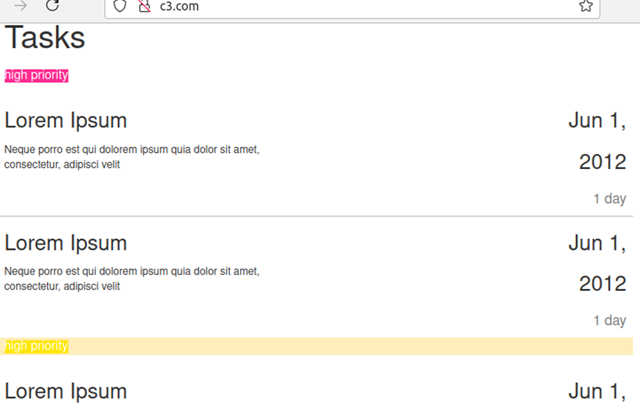 c3.com
Tasks
high priority
Lorem Ipsum
Jun 1,
Neque porro est qui dolorem ipsum quia dolor sit amet,
consectetur, adipisci velit
2012
1 day
Lorem Ipsum
Jun 1,
Neque porro est qui dolorem ipsum quia dolor sit amet,
consectetur, adipisci velit
2012
1 day
high priority
Lorem Ipsum
Jun 1,